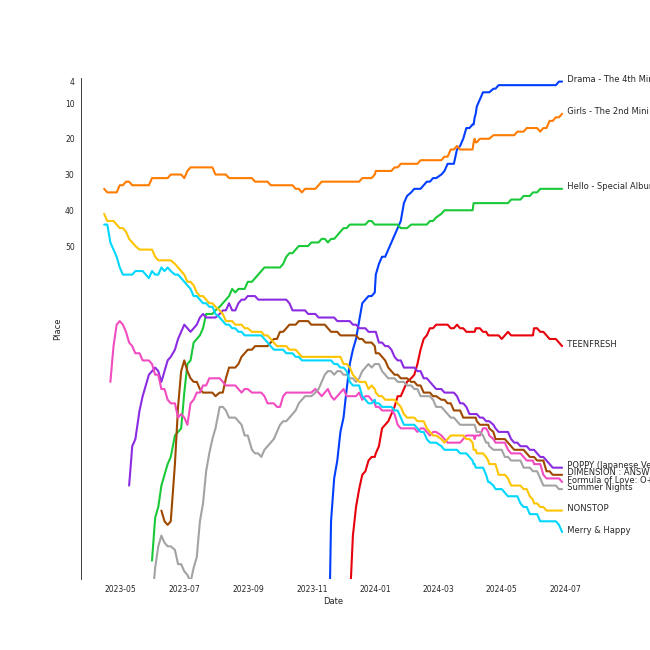 4
10
20
30
40
50
Place
2023-05
2023-07
2023-09
2023-11
2024-01
2024-03
2024-05
2024-07
Date
Drama - The 4th Mi
Girls - The 2nd Mini
Hello - Special Albu
TEENFRESH
POPPY (Japanese Ve
DIMENSION : ANSW
Formula of Love: O+
Summer Nights
NONSTOP
Merry & Happy